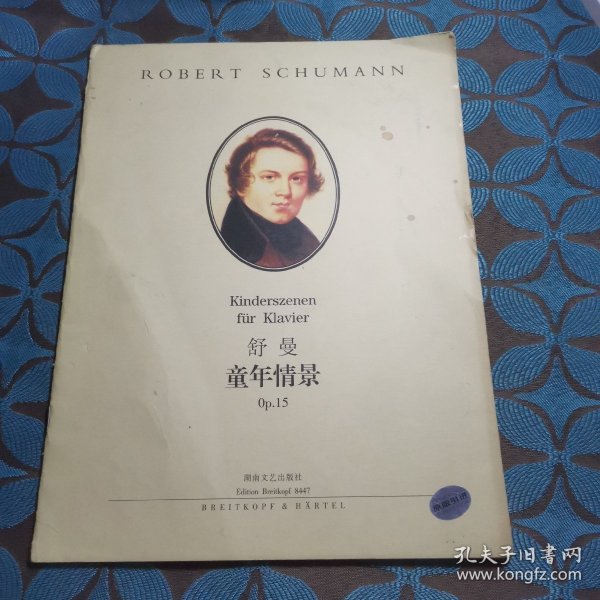 ROBERT SCHUMANN
Kinderszenen
für Klavier
舒曼
童年情景
Op.15
湖南文艺出版社
Edition Breitkopf 8447
BREITKOPF & HÄRTEL
原版引进
孔夫子旧书网
www.kongfz.com